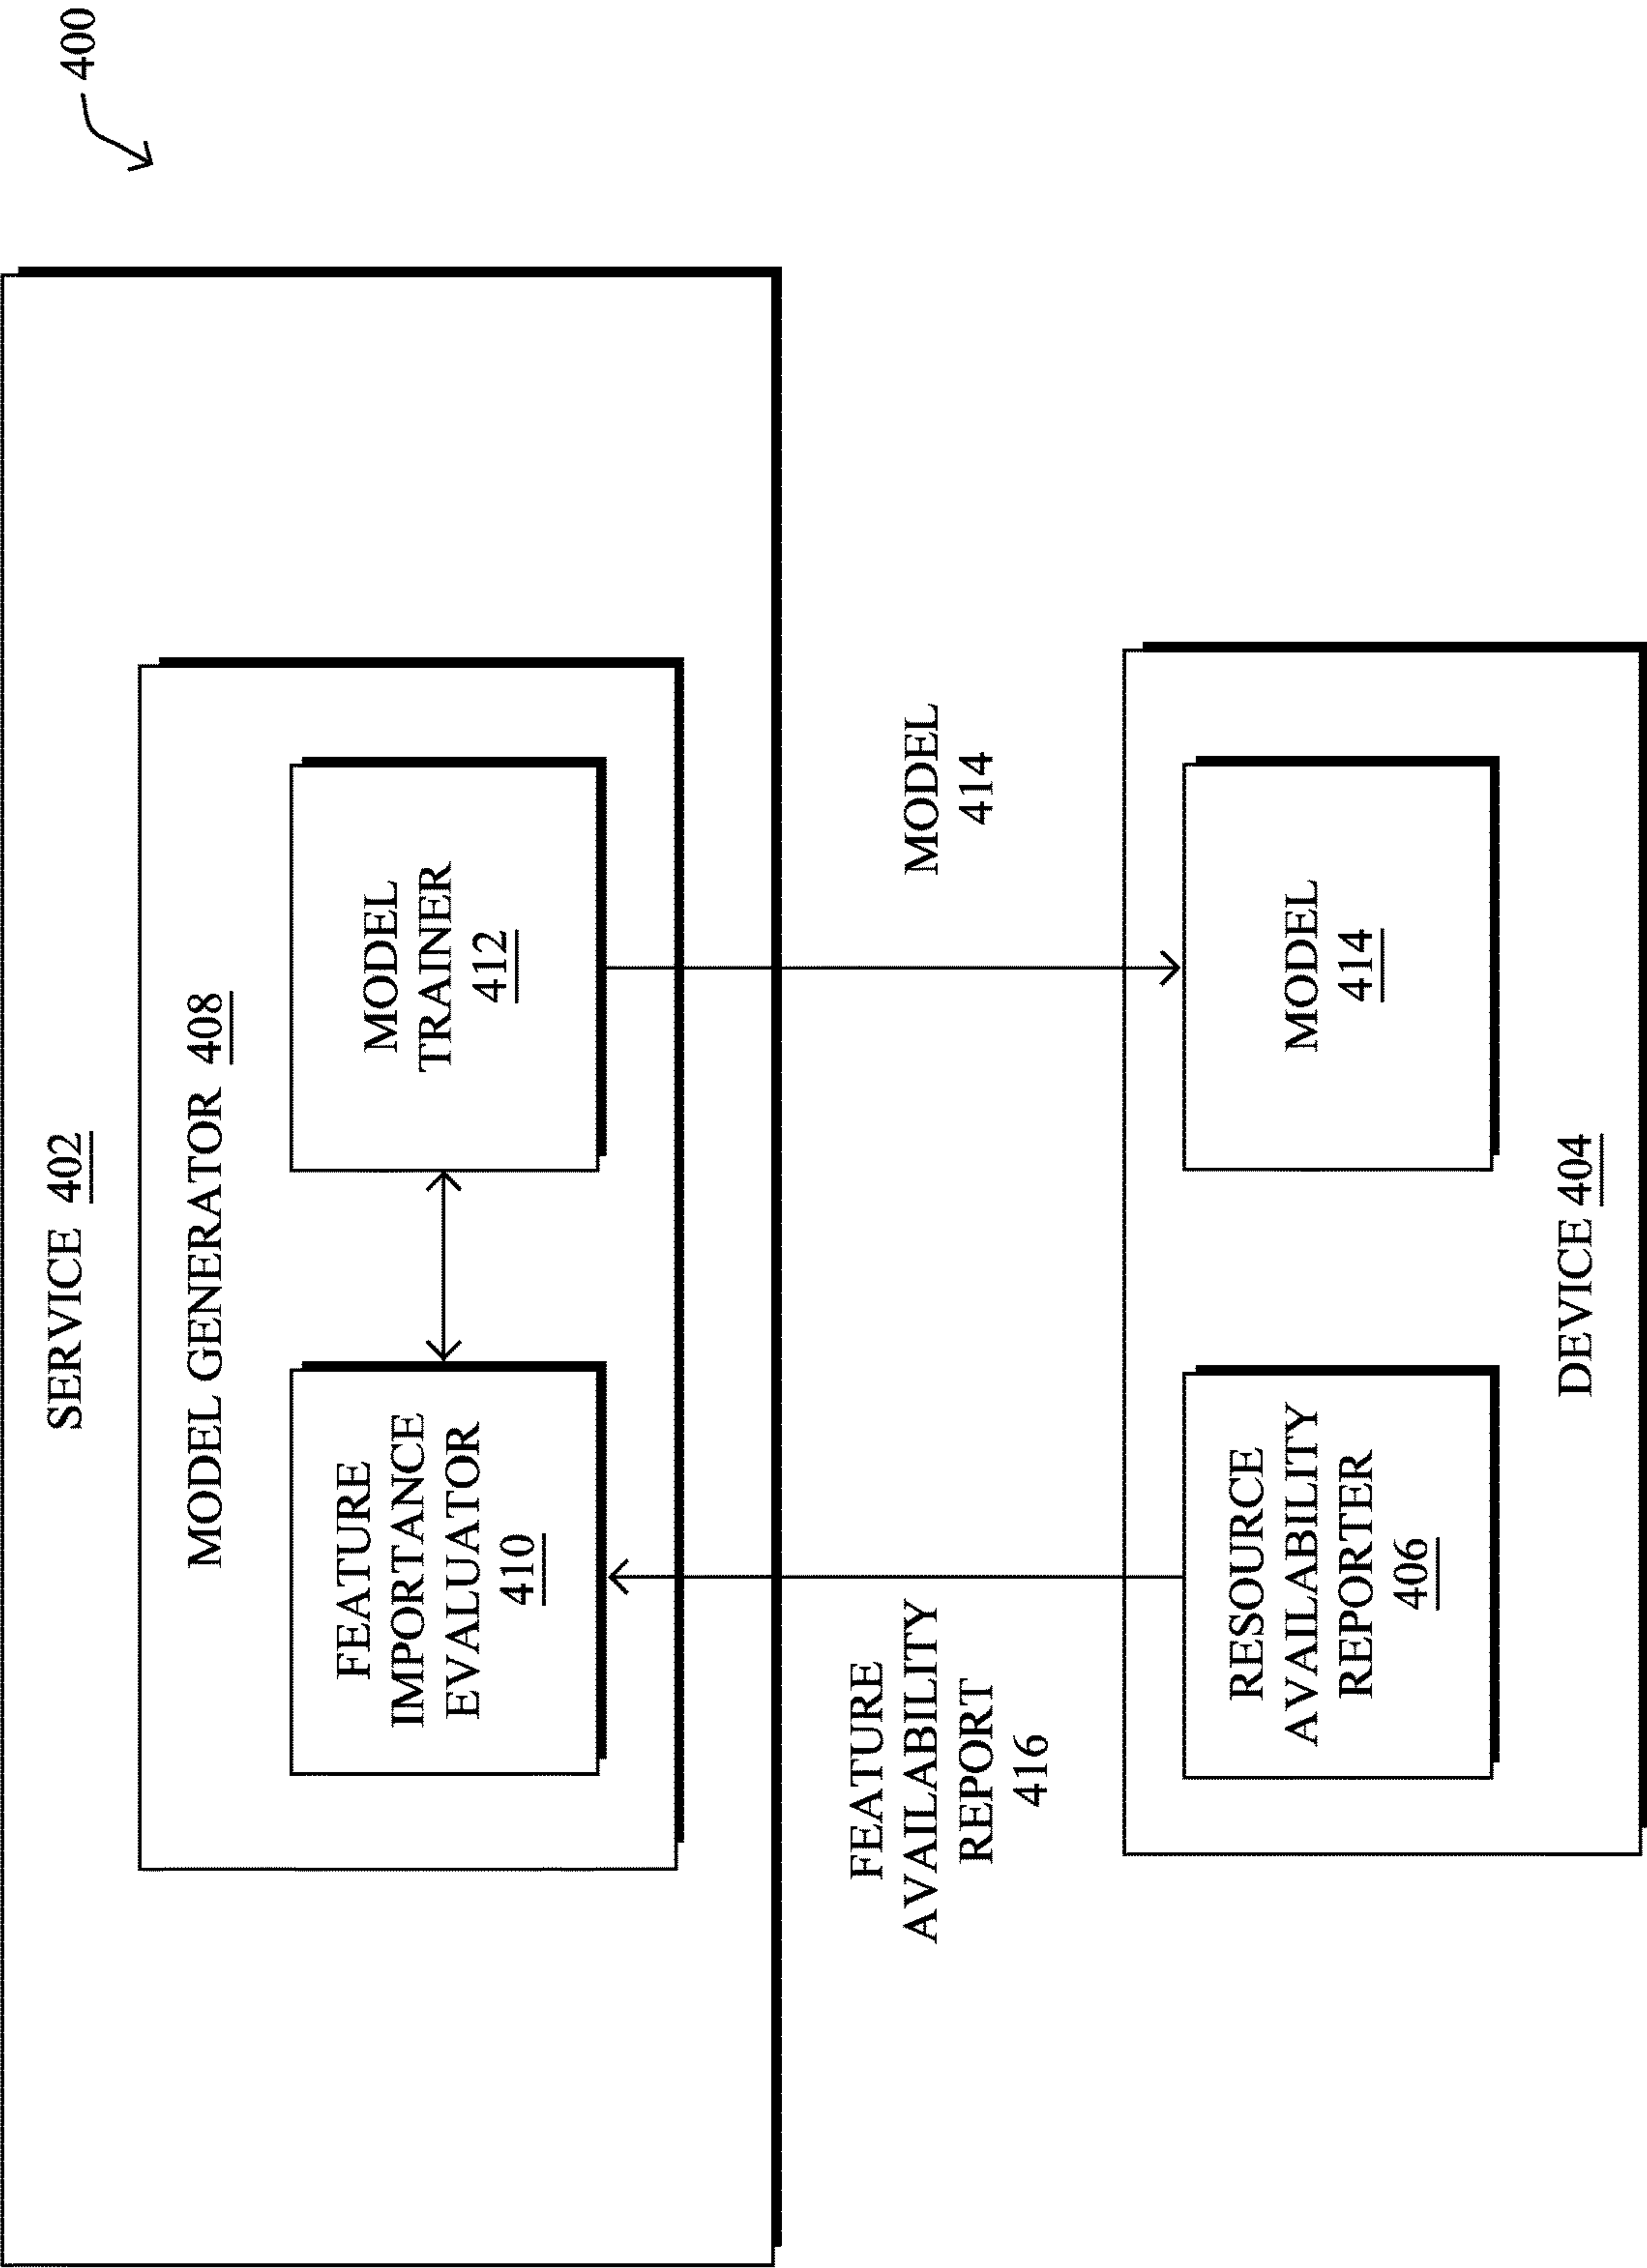 400
SERVICE 402
MODEL GENERATOR 408
FEATURE
IMPORTANCE
EVALUATOR
410
MODEL
TRAINER
412
FEATURE
AVAILABILITY
REPORT
416
MODEL
414
RESOURCE
AVAILABILITY
REPORTER
406
MODEL
414
DEVICE 404